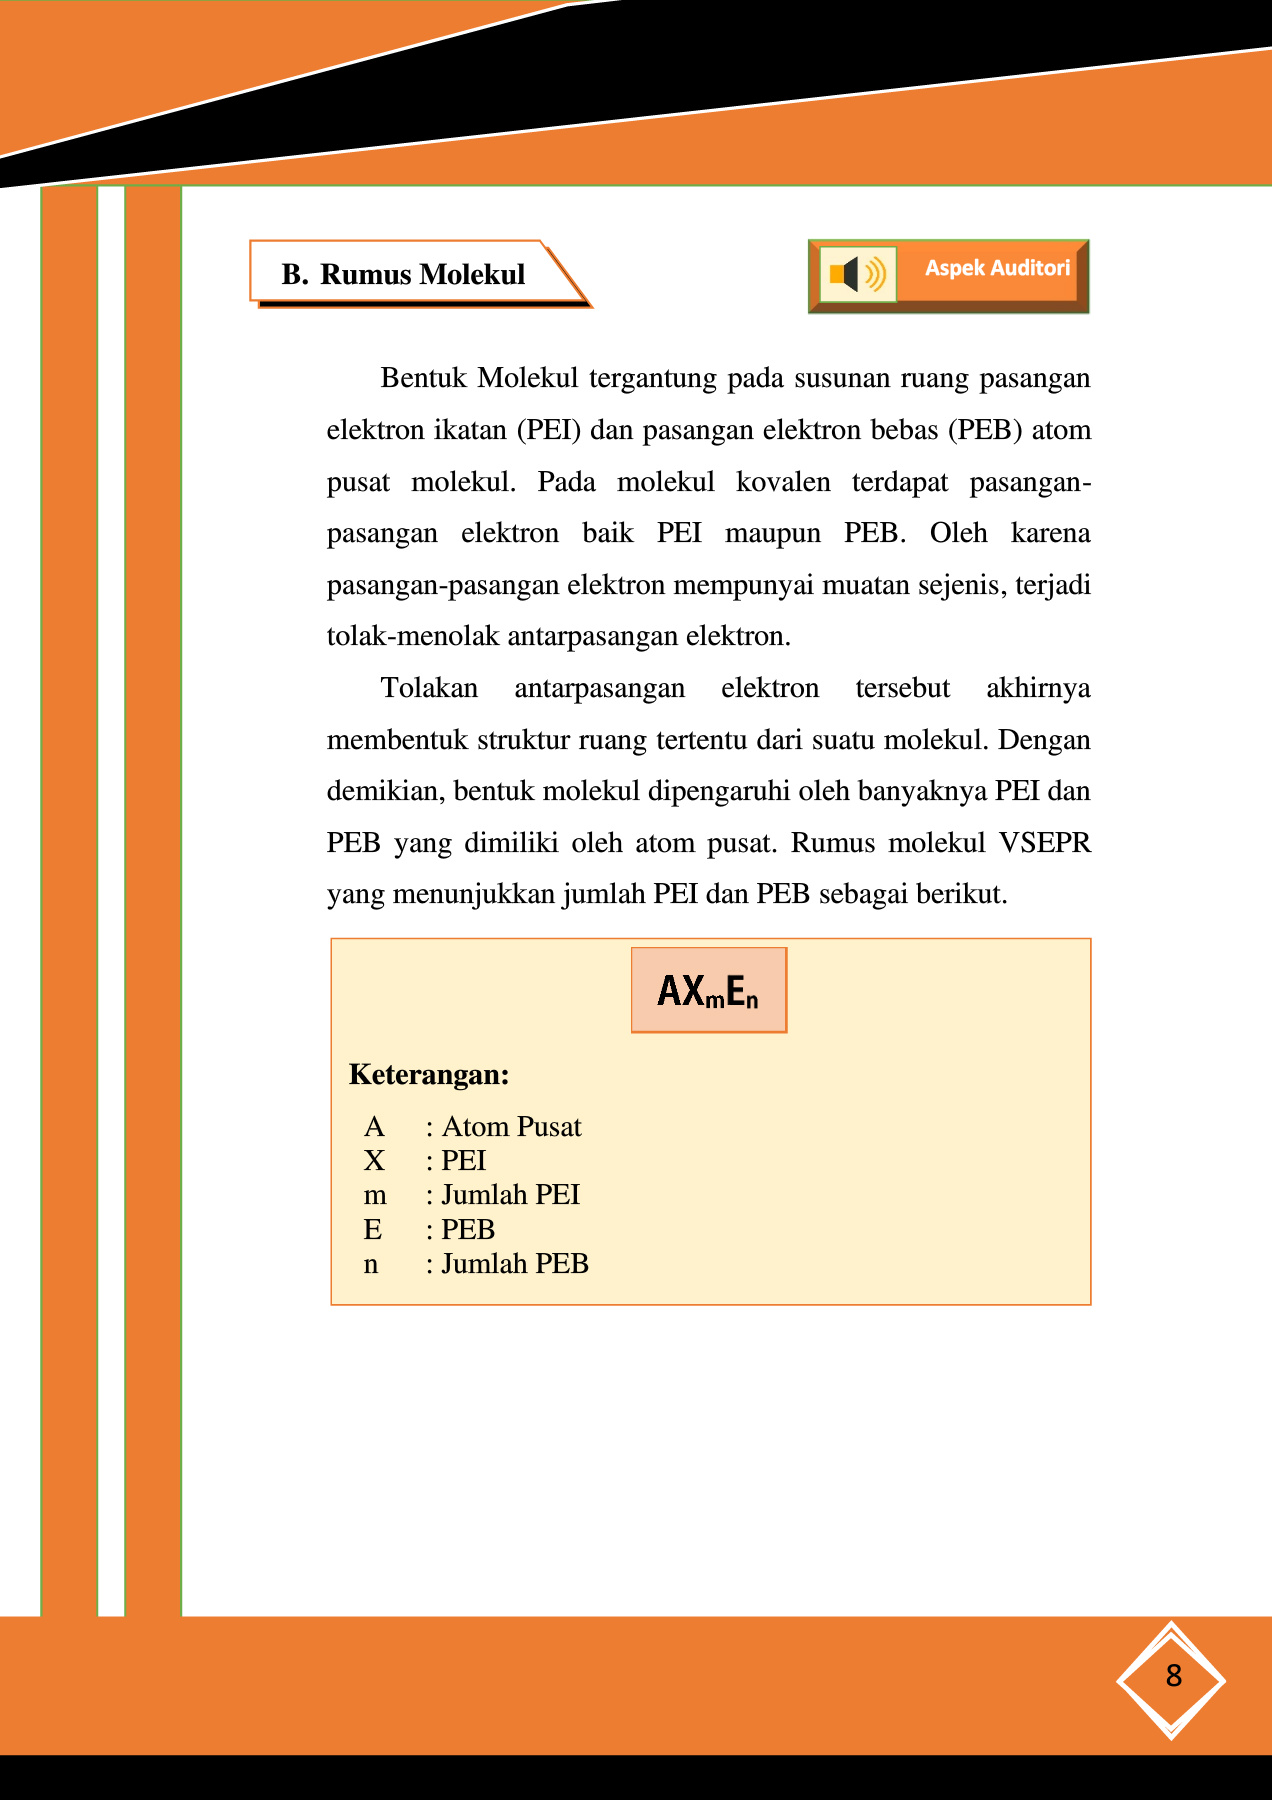 B. Rumus Molekul
Aspek Auditori
Bentuk Molekul tergantung pada susunan ruang pasangan
elektron ikatan (PEI) dan pasangan elektron bebas (PEB) atom
pusat molekul. Pada molekul kovalen terdapat pasangan-
pasangan elektron baik PEI maupun PEB. Oleh karena
pasangan-pasangan elektron mempunyai muatan sejenis, terjadi
tolak-menolak antarpasangan elektron.
Tolakan antarpasangan elektron tersebut akhirnya
membentuk struktur ruang tertentu dari suatu molekul. Dengan
demikian, bentuk molekul dipengaruhi oleh banyaknya PEI dan
PEB yang dimiliki oleh atom pusat. Rumus molekul VSEPR
yang menunjukkan jumlah PEI dan PEB sebagai berikut.
AXₘEₙ
Keterangan:
A : Atom Pusat
X : PEI
m : Jumlah PEI
E : PEB
n : Jumlah PEB
8